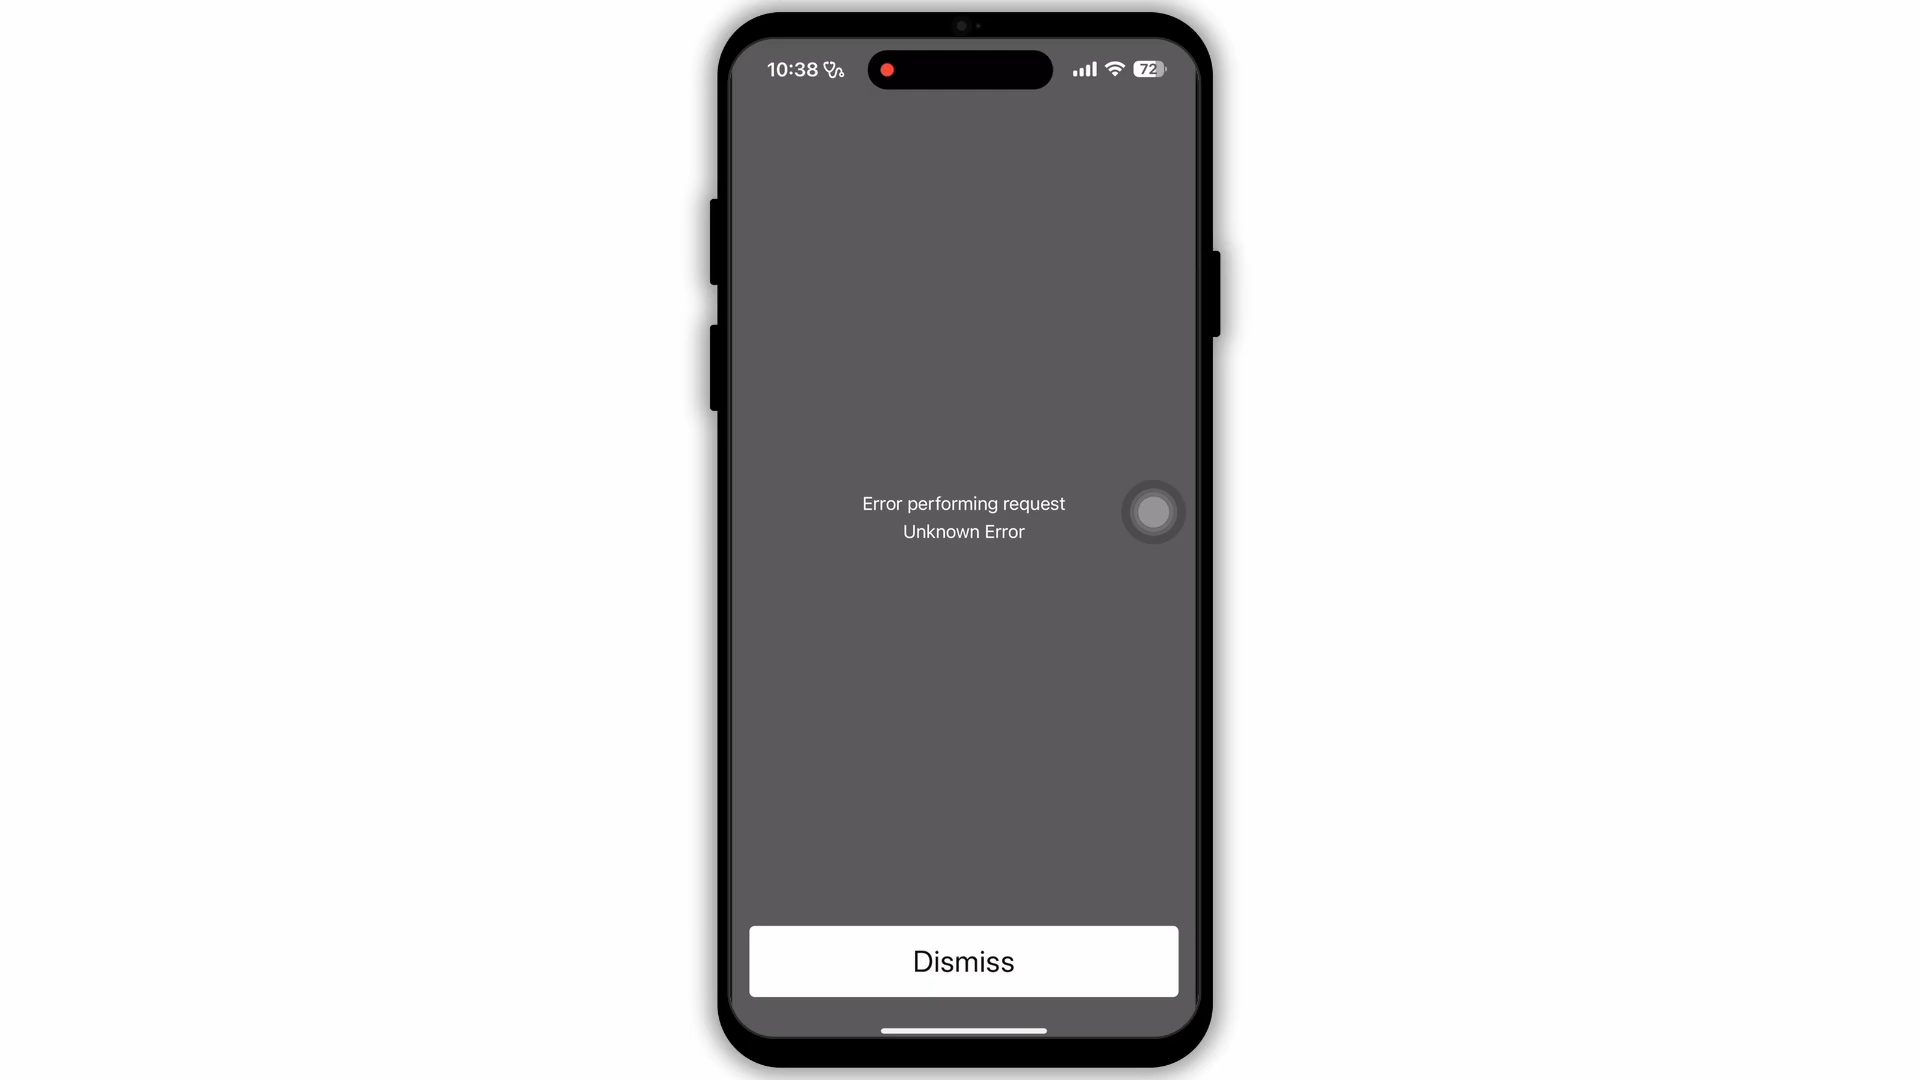 10:38
72
Error performing request
Unknown Error
Dismiss